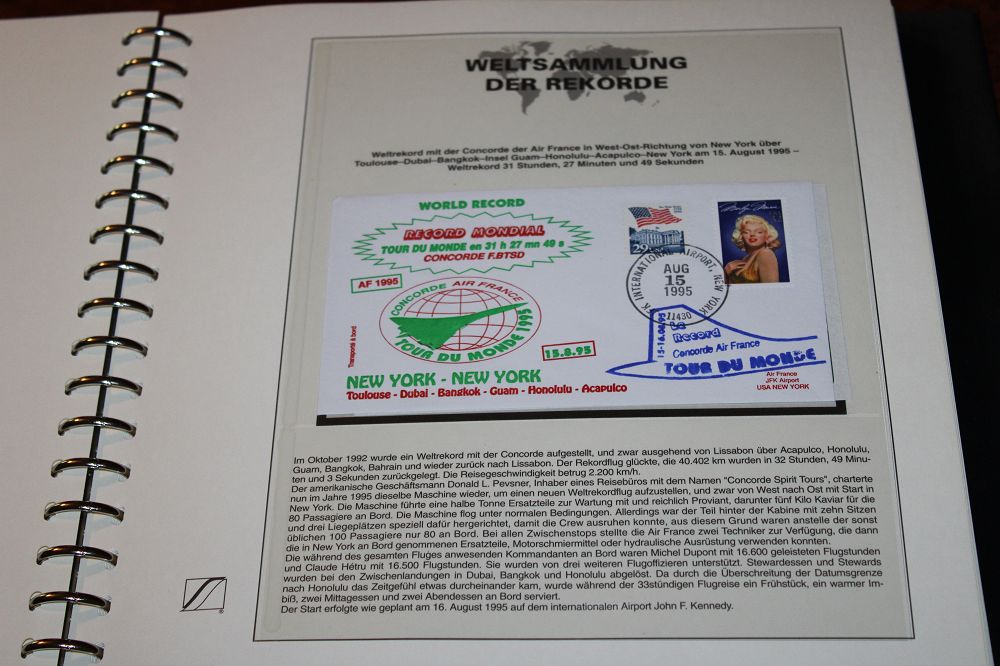 WELTSAMMLUNG
DER REKORDE
Weltrekord mit der Concorde der Air France in West-Ost-Richtung von New York über
Toulouse–Dubai–Bangkok–Insel Guam–Honolulu–Acapulco–New York am 15. August 1995 –
Weltrekord 31 Stunden, 27 Minuten und 49 Sekunden
WORLD RECORD
RECORD MONDIAL
TOUR DU MONDE en 31 h 27 mn 49 s
CONCORDE F.BTSD
AF 1995
CONCORDE AIR FRANCE
TOUR DU MONDE 1995
Transporté à bord
15.8.95
NEW YORK - NEW YORK
Toulouse - Dubai - Bangkok - Guam - Honolulu - Acapulco
29
INTERNATIONAL AIRPORT, NEW YORK
AUG
15
1995
11430
15-16.08.95
Le
Record
Concorde Air France
TOUR DU MONDE
Air France
JFK Airport
USA NEW YORK
Im Oktober 1992 wurde ein Weltrekord mit der Concorde aufgestellt, und zwar ausgehend von Lissabon über Acapulco, Honolulu,
Guam, Bangkok, Bahrain und wieder zurück nach Lissabon. Der Rekordflug glückte, die 40.402 km wurden in 32 Stunden, 49 Minu-
ten und 3 Sekunden zurückgelegt. Die Reisegeschwindigkeit betrug 2.200 km/h.
Der amerikanische Geschäftsmann Donald L. Pevsner, Inhaber eines Reisebüros mit dem Namen "Concorde Spirit Tours", charterte
nun im Jahre 1995 dieselbe Maschine wieder, um einen neuen Weltrekordflug aufzustellen, und zwar von West nach Ost mit Start in
New York. Die Maschine führte eine halbe Tonne Ersatzteile zur Wartung mit und reichlich Proviant, darunter fünf Kilo Kaviar für die
80 Passagiere an Bord. Die Maschine flog unter normalen Bedingungen. Allerdings war der Teil hinter der Kabine mit zehn Sitzen
und drei Liegeplätzen speziell dafür hergerichtet, damit die Crew ausruhen konnte, aus diesem Grund waren anstelle der sonst
üblichen 100 Passagiere nur 80 an Bord. Bei allen Zwischenstops stellte die Air France zwei Techniker zur Verfügung, die dann
die in New York an Bord genommenen Ersatzteile, Motorschmiermittel oder hydraulische Ausrüstung verwenden konnten.
Die während des gesamten Fluges anwesenden Kommandanten an Bord waren Michel Dupont mit 16.600 geleisteten Flugstunden
und Claude Hétru mit 16.500 Flugstunden. Sie wurden von drei weiteren Flugoffizieren unterstützt. Stewardessen und Stewards
wurden bei den Zwischenlandungen in Dubai, Bangkok und Honolulu abgelöst. Da durch die Überschreitung der Datumsgrenze
nach Honolulu das Zeitgefühl etwas durcheinander kam, wurde während der 33stündigen Flugreise ein Frühstück, ein warmer Im-
biß, zwei Mittagessen und zwei Abendessen an Bord serviert.
Der Start erfolgte wie geplant am 16. August 1995 auf dem internationalen Airport John F. Kennedy.